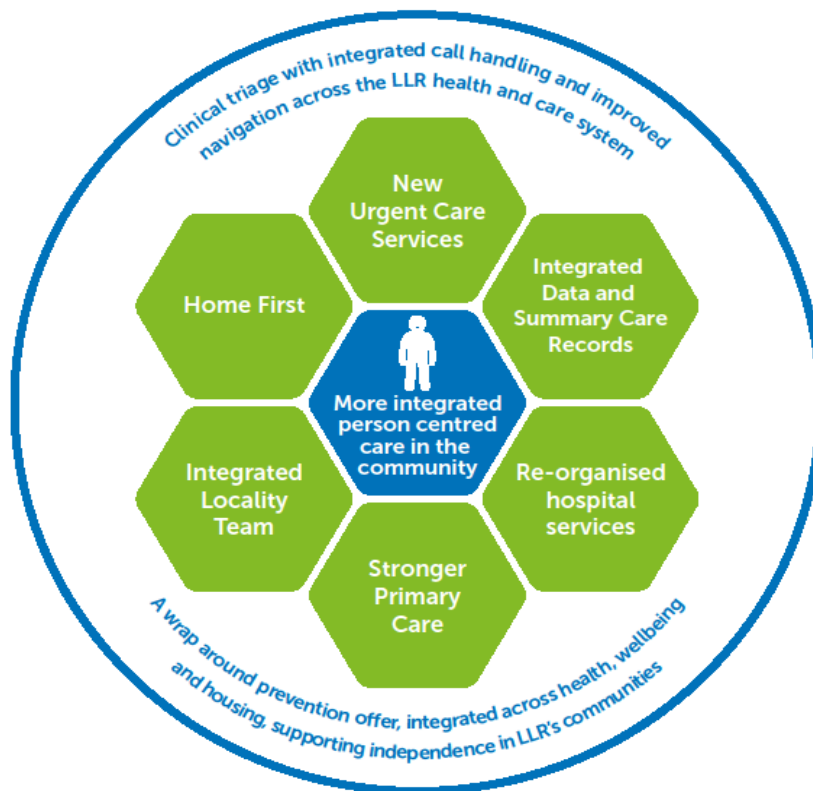 Clinical triage with integrated call handling and improved
navigation across the LLR health and care system
New
Urgent Care
Services
Home First
Integrated
Data and
Summary Care
Records
More integrated
person centred
care in the
community
Integrated
Locality
Team
Re-organised
hospital
services
Stronger
Primary
Care
A wrap around prevention offer, integrated across health, wellbeing
and housing, supporting independence in LLR's communities